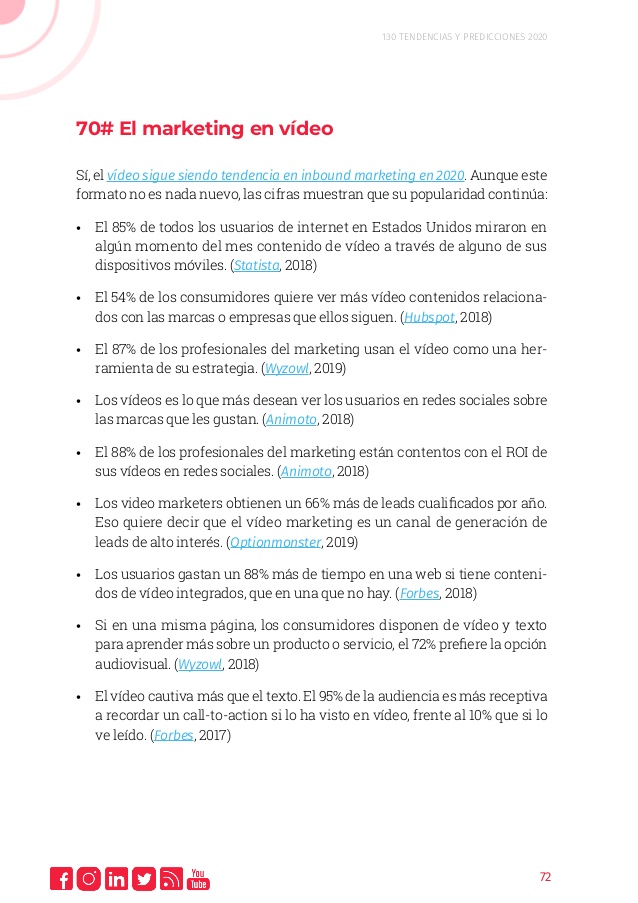 130 TENDENCIAS Y PREDICCIONES 2020
70# El marketing en vídeo
Sí, el vídeo sigue siendo tendencia en inbound marketing en 2020. Aunque este
formato no es nada nuevo, las cifras muestran que su popularidad continúa:
• El 85% de todos los usuarios de internet en Estados Unidos miraron en
algún momento del mes contenido de vídeo a través de alguno de sus
dispositivos móviles. (Statista, 2018)
• El 54% de los consumidores quiere ver más vídeo contenidos relaciona-
dos con las marcas o empresas que ellos siguen. (Hubspot, 2018)
• El 87% de los profesionales del marketing usan el vídeo como una her-
ramienta de su estrategia. (Wyzowl, 2019)
• Los vídeos es lo que más desean ver los usuarios en redes sociales sobre
las marcas que les gustan. (Animoto, 2018)
• El 88% de los profesionales del marketing están contentos con el ROI de
sus vídeos en redes sociales. (Animoto, 2018)
• Los video marketers obtienen un 66% más de leads cualificados por año.
Eso quiere decir que el vídeo marketing es un canal de generación de
leads de alto interés. (Optionmonster, 2019)
• Los usuarios gastan un 88% más de tiempo en una web si tiene conteni-
dos de vídeo integrados, que en una que no hay. (Forbes, 2018)
• Si en una misma página, los consumidores disponen de vídeo y texto
para aprender más sobre un producto o servicio, el 72% prefiere la opción
audiovisual. (Wyzowl, 2018)
• El vídeo cautiva más que el texto. El 95% de la audiencia es más receptiva
a recordar un call-to-action si lo ha visto en vídeo, frente al 10% que si lo
ve leído. (Forbes, 2017)
You
Tube
72